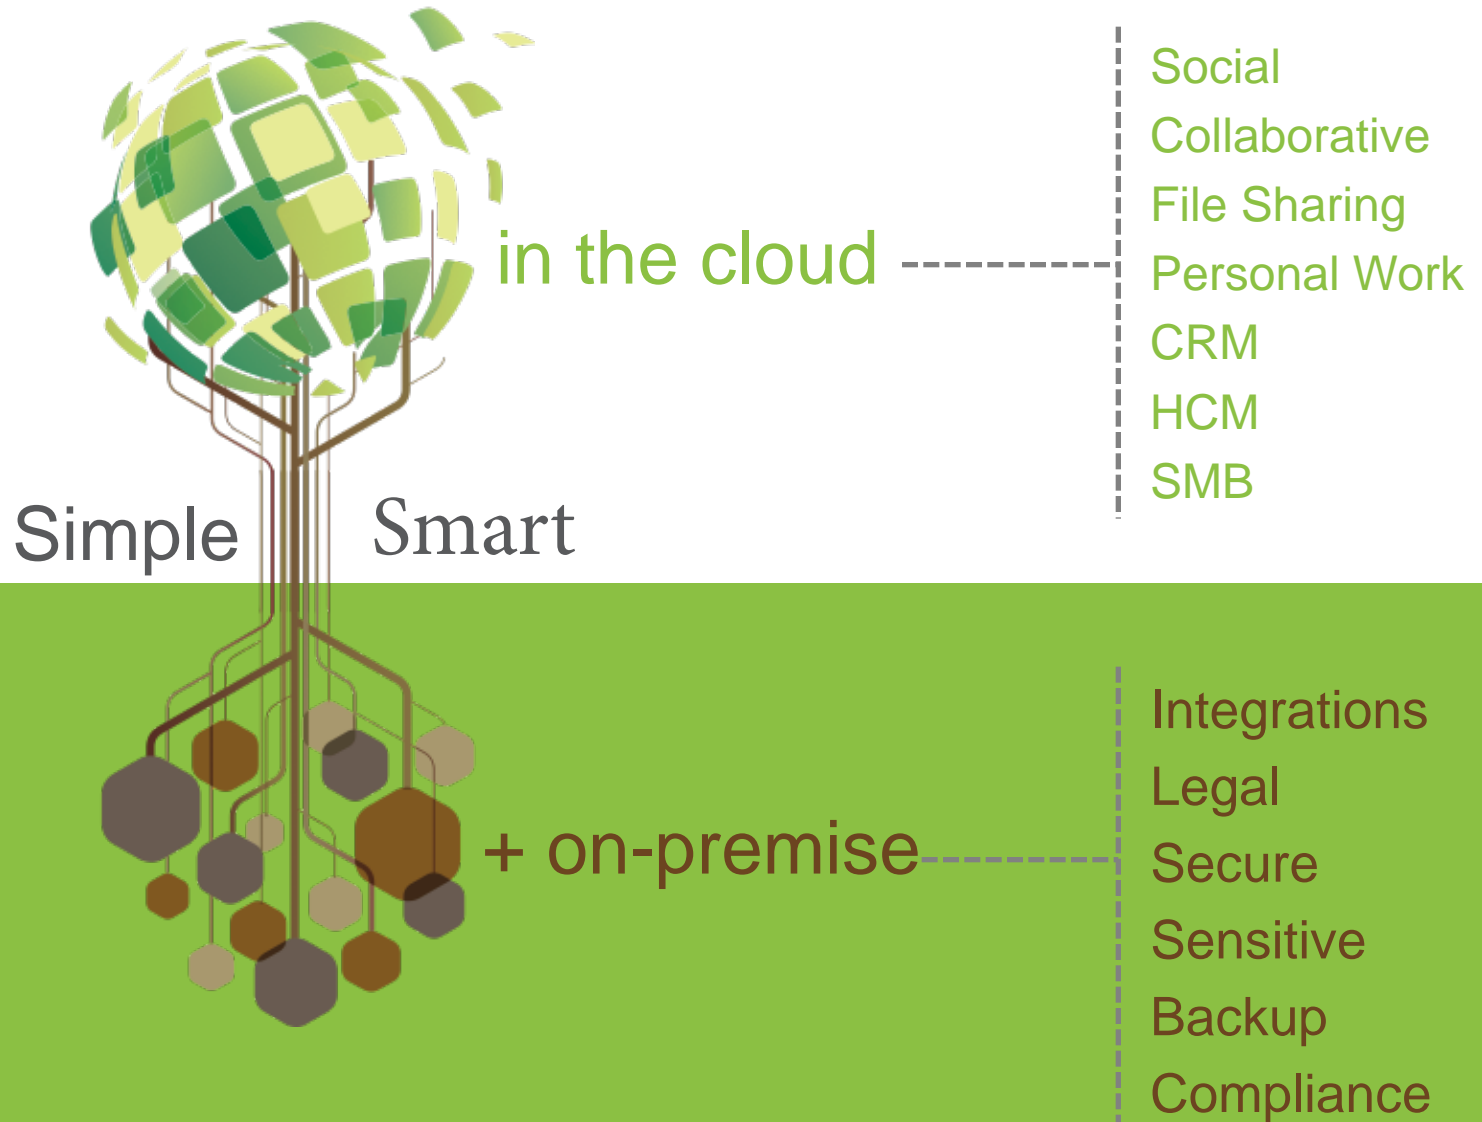 Social
Collaborative
File Sharing
in the cloud
Personal Work
CRM
HCM
SMB
Simple Smart
Integrations
Legal
+ on-premise
Secure
Sensitive
Backup
Compliance